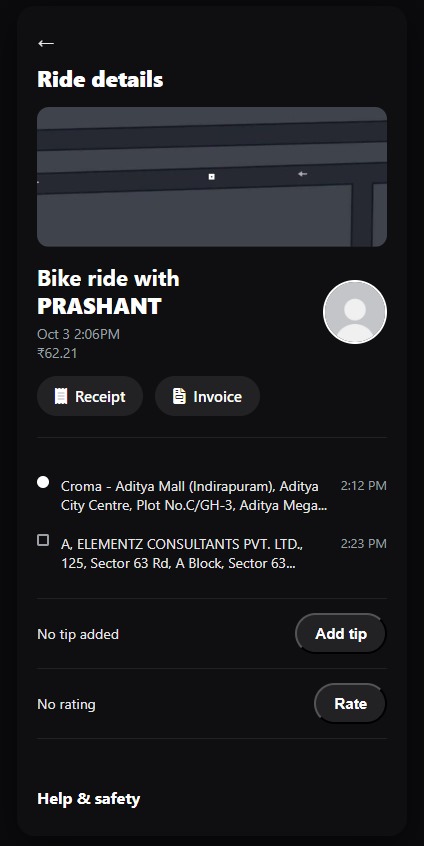 ←
Ride details
Bike ride with
PRASHANT
Oct 3 2:06PM
₹62.21
Receipt
Invoice
Croma - Aditya Mall (Indirapuram), Aditya
City Centre, Plot No.C/GH-3, Aditya Mega...
2:12 PM
A, ELEMENTZ CONSULTANTS PVT. LTD.,
125, Sector 63 Rd, A Block, Sector 63...
2:23 PM
No tip added
Add tip
No rating
Rate
Help & safety